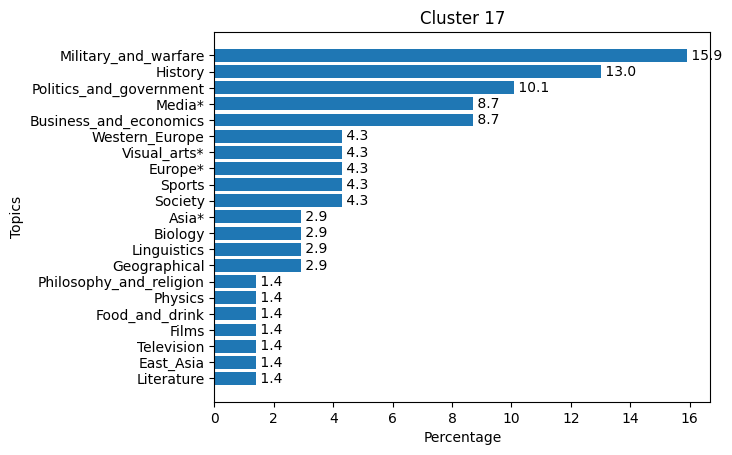 Cluster 17
Military_and_warfare 15.9
History 13.0
Politics_and_government 10.1
Media* 8.7
Business_and_economics 8.7
Western_Europe 4.3
Visual_arts* 4.3
Europe* 4.3
Sports 4.3
Society 4.3
Asia* 2.9
Biology 2.9
Linguistics 2.9
Geographical 2.9
Philosophy_and_religion 1.4
Physics 1.4
Food_and_drink 1.4
Films 1.4
Television 1.4
East_Asia 1.4
Literature 1.4
Topics
0 2 4 6 8 10 12 14 16
Percentage